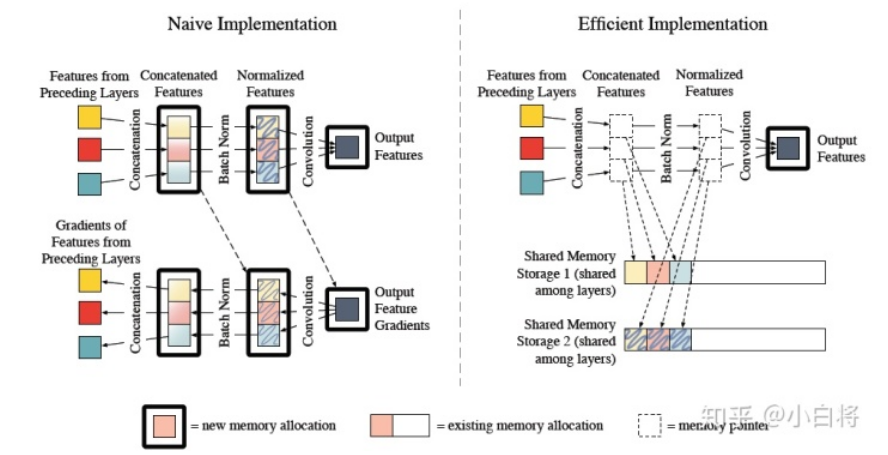 Naive Implementation
Features from
Preceding Layers
Concatenated
Features
Normalized
Features
Concatenation
Batch Norm
Convolution
Output
Features
Gradients of
Features from
Preceding Layers
Concatenation
Batch Norm
Convolution
Output
Feature
Gradients
Efficient Implementation
Features from
Preceding Layers
Concatenated
Features
Normalized
Features
Concatenation
Batch Norm
Convolution
Output
Features
Shared Memory
Storage 1 (shared
among layers)
Shared Memory
Storage 2 (shared
among layers)
= new memory allocation
= existing memory allocation
= memory pointer
知乎 @小白将